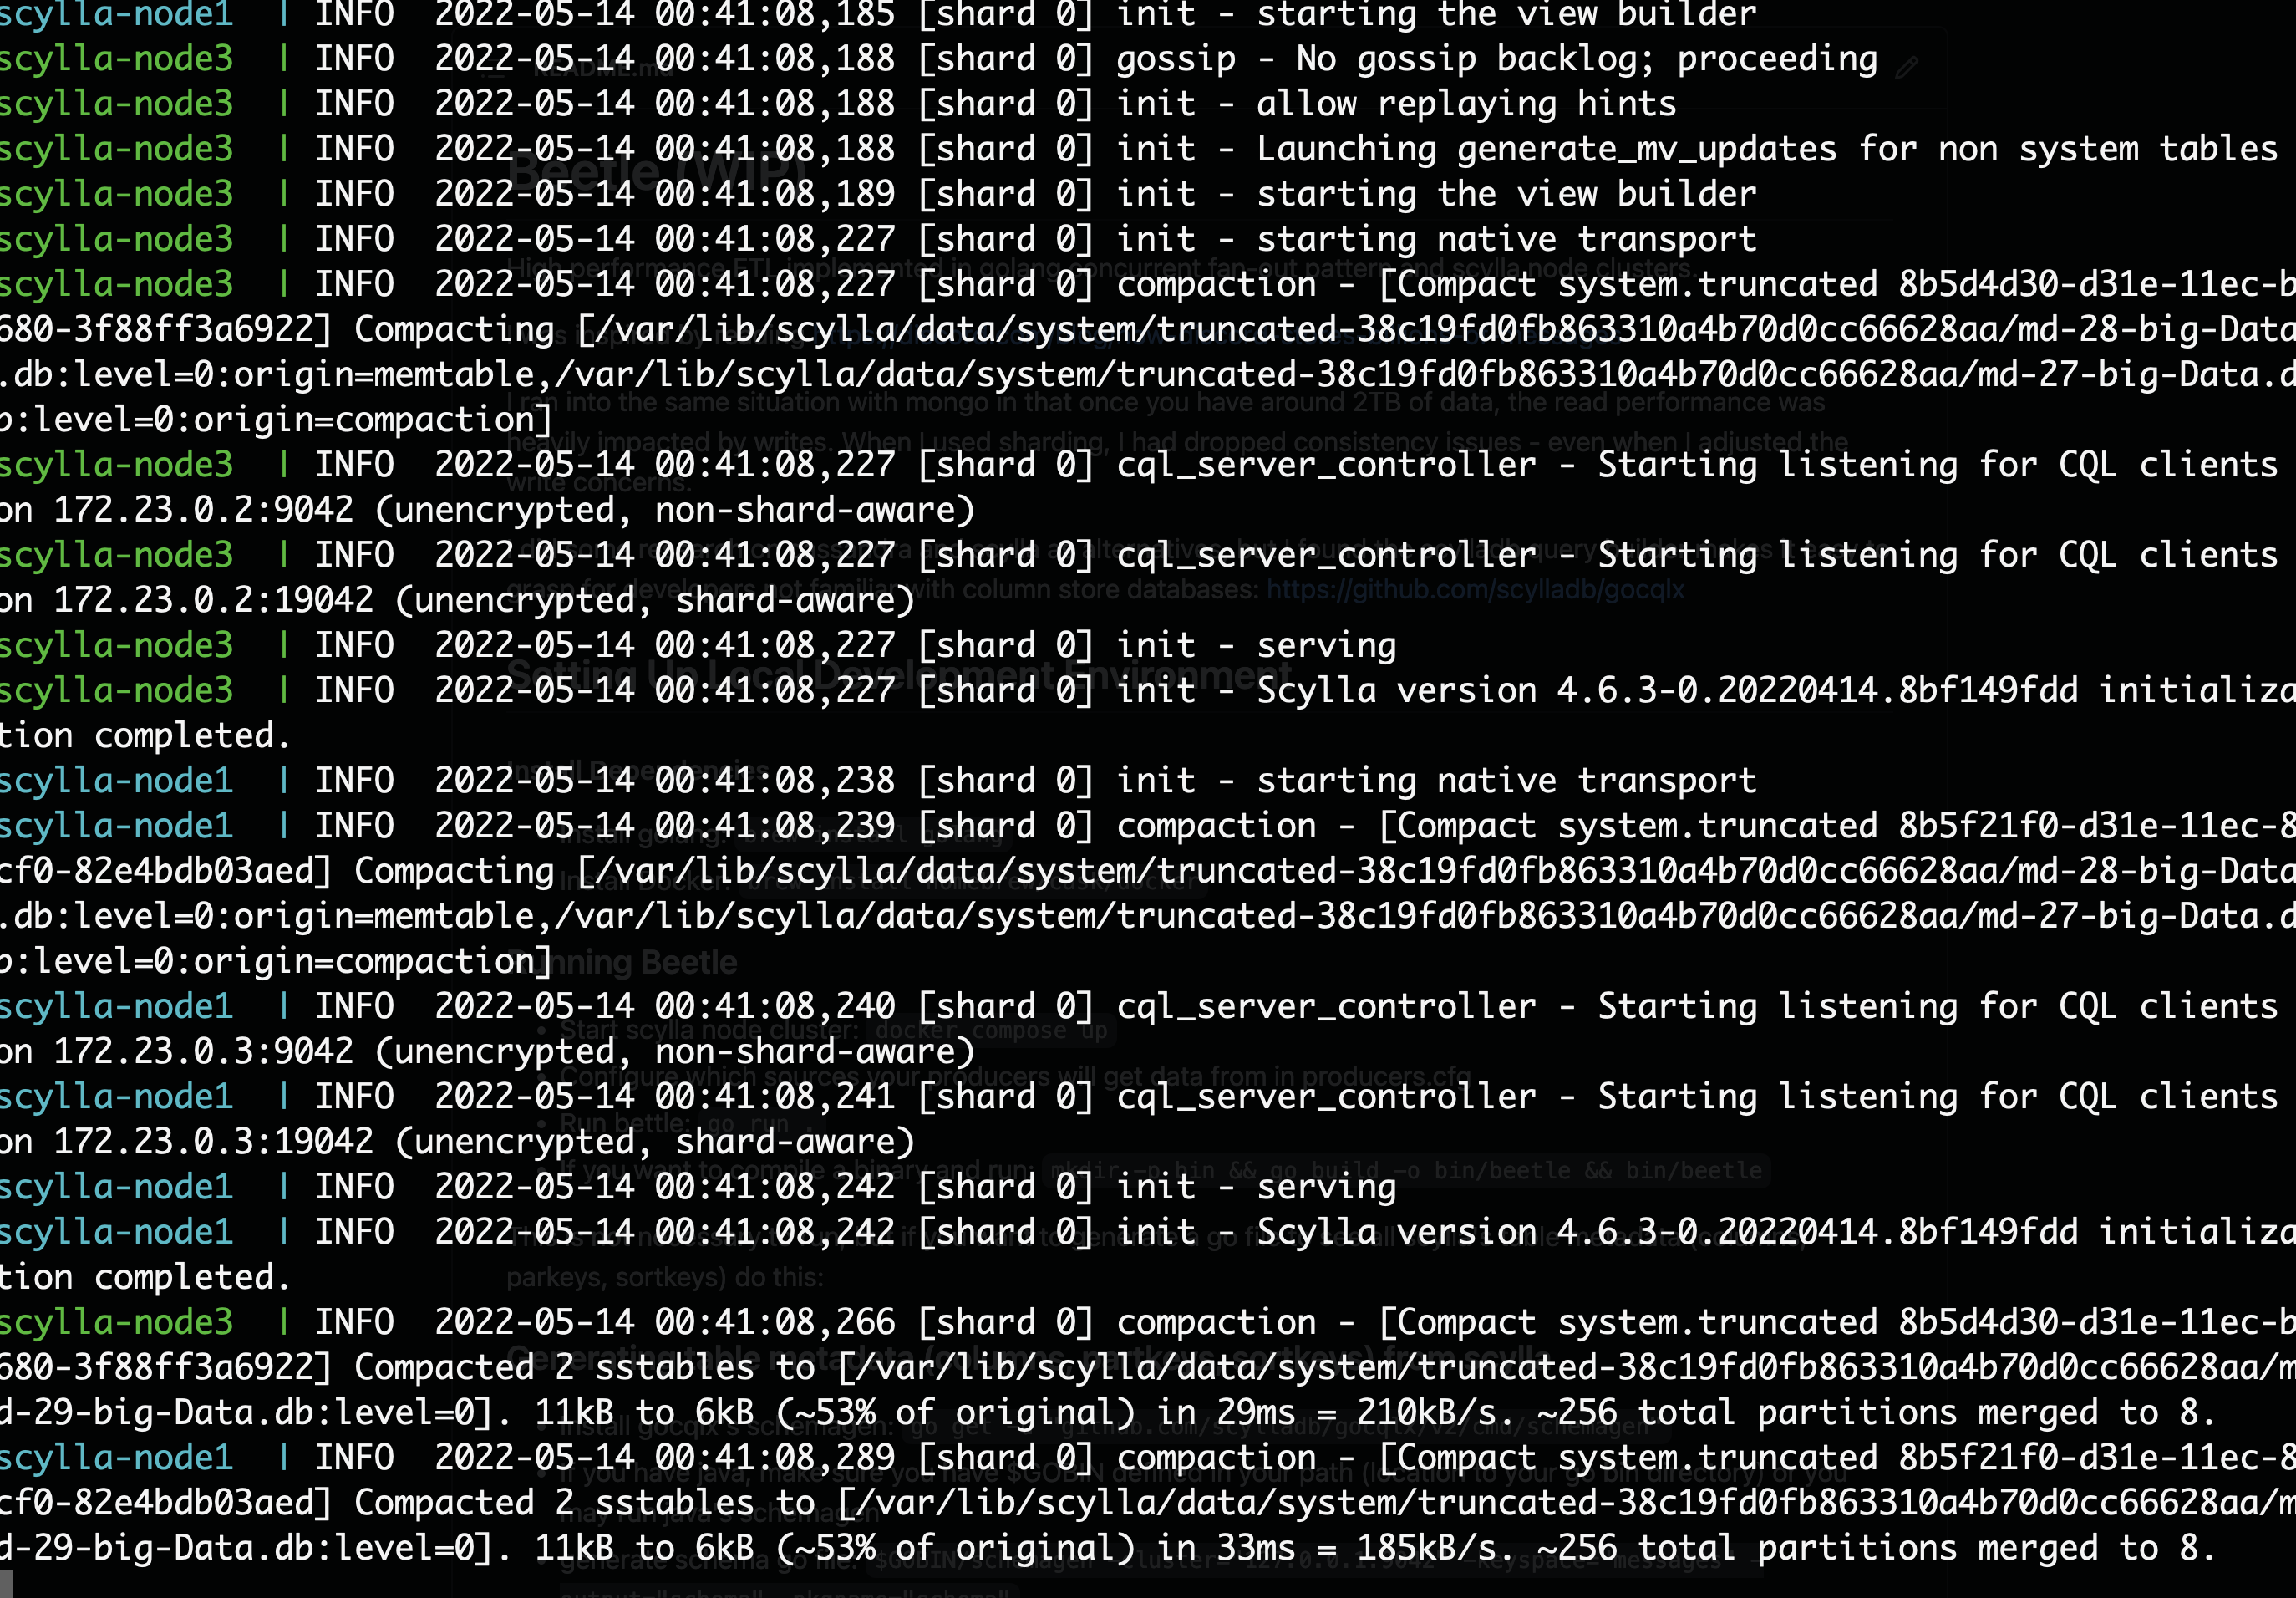 scylla-node1  | INFO  2022-05-14 00:41:08,185 [shard 0] init - starting the view builder
scylla-node3  | INFO  2022-05-14 00:41:08,188 [shard 0] gossip - No gossip backlog; proceeding
scylla-node3  | INFO  2022-05-14 00:41:08,188 [shard 0] init - allow replaying hints
scylla-node3  | INFO  2022-05-14 00:41:08,188 [shard 0] init - Launching generate_mv_updates for non system tables
scylla-node3  | INFO  2022-05-14 00:41:08,189 [shard 0] init - starting the view builder
scylla-node3  | INFO  2022-05-14 00:41:08,227 [shard 0] init - starting native transport
scylla-node3  | INFO  2022-05-14 00:41:08,227 [shard 0] compaction - [Compact system.truncated 8b5d4d30-d31e-11ec-b
680-3f88ff3a6922] Compacting [/var/lib/scylla/data/system/truncated-38c19fd0fb863310a4b70d0cc66628aa/md-28-big-Data
.db:level=0:origin=memtable,/var/lib/scylla/data/system/truncated-38c19fd0fb863310a4b70d0cc66628aa/md-27-big-Data.d
b:level=0:origin=compaction]
scylla-node3  | INFO  2022-05-14 00:41:08,227 [shard 0] cql_server_controller - Starting listening for CQL clients
on 172.23.0.2:9042 (unencrypted, non-shard-aware)
scylla-node3  | INFO  2022-05-14 00:41:08,227 [shard 0] cql_server_controller - Starting listening for CQL clients
on 172.23.0.2:19042 (unencrypted, shard-aware)
scylla-node3  | INFO  2022-05-14 00:41:08,227 [shard 0] init - serving
scylla-node3  | INFO  2022-05-14 00:41:08,227 [shard 0] init - Scylla version 4.6.3-0.20220414.8bf149fdd initializa
tion completed.
scylla-node1  | INFO  2022-05-14 00:41:08,238 [shard 0] init - starting native transport
scylla-node1  | INFO  2022-05-14 00:41:08,239 [shard 0] compaction - [Compact system.truncated 8b5f21f0-d31e-11ec-8
cf0-82e4bdb03aed] Compacting [/var/lib/scylla/data/system/truncated-38c19fd0fb863310a4b70d0cc66628aa/md-28-big-Data
.db:level=0:origin=memtable,/var/lib/scylla/data/system/truncated-38c19fd0fb863310a4b70d0cc66628aa/md-27-big-Data.d
b:level=0:origin=compaction]
scylla-node1  | INFO  2022-05-14 00:41:08,240 [shard 0] cql_server_controller - Starting listening for CQL clients
on 172.23.0.3:9042 (unencrypted, non-shard-aware)
scylla-node1  | INFO  2022-05-14 00:41:08,241 [shard 0] cql_server_controller - Starting listening for CQL clients
on 172.23.0.3:19042 (unencrypted, shard-aware)
scylla-node1  | INFO  2022-05-14 00:41:08,242 [shard 0] init - serving
scylla-node1  | INFO  2022-05-14 00:41:08,242 [shard 0] init - Scylla version 4.6.3-0.20220414.8bf149fdd initializa
tion completed.
scylla-node3  | INFO  2022-05-14 00:41:08,266 [shard 0] compaction - [Compact system.truncated 8b5d4d30-d31e-11ec-b
680-3f88ff3a6922] Compacted 2 sstables to [/var/lib/scylla/data/system/truncated-38c19fd0fb863310a4b70d0cc66628aa/m
d-29-big-Data.db:level=0]. 11kB to 6kB (~53% of original) in 29ms = 210kB/s. ~256 total partitions merged to 8.
scylla-node1  | INFO  2022-05-14 00:41:08,289 [shard 0] compaction - [Compact system.truncated 8b5f21f0-d31e-11ec-8
cf0-82e4bdb03aed] Compacted 2 sstables to [/var/lib/scylla/data/system/truncated-38c19fd0fb863310a4b70d0cc66628aa/m
d-29-big-Data.db:level=0]. 11kB to 6kB (~53% of original) in 33ms = 185kB/s. ~256 total partitions merged to 8.